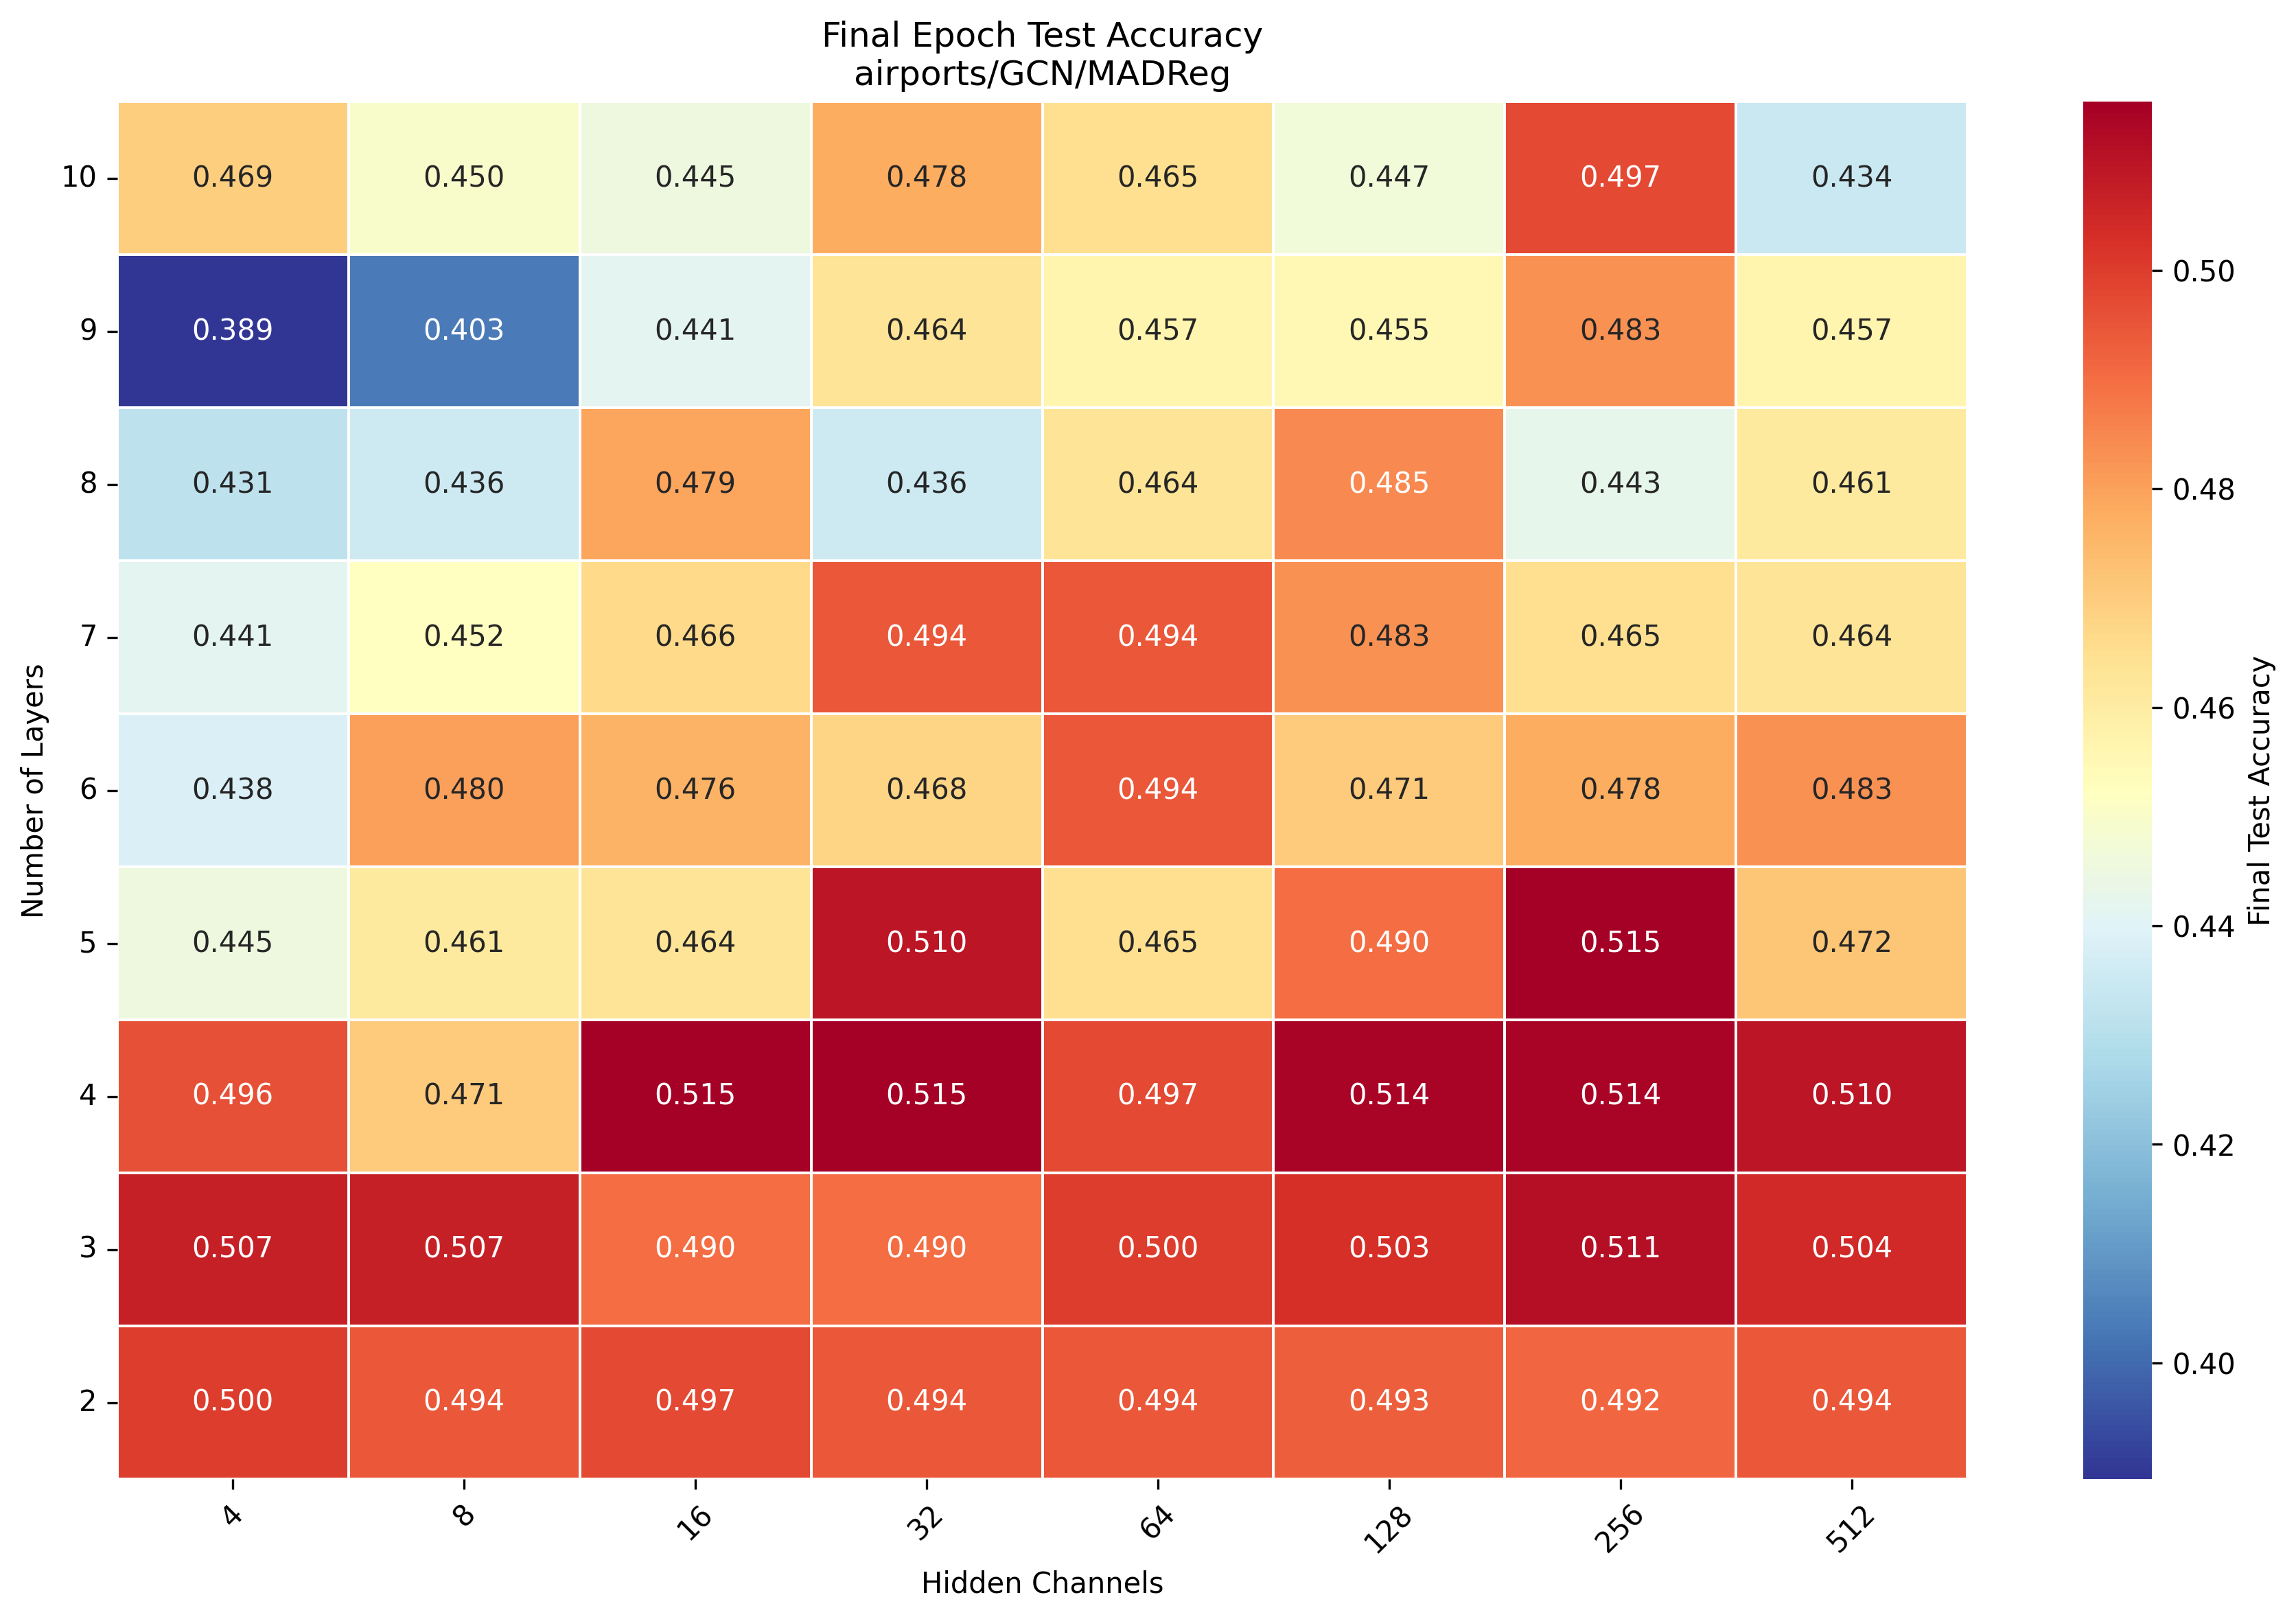 Final Epoch Test Accuracy
airports/GCN/MADReg
10 0.469 0.450 0.445 0.478 0.465 0.447 0.497 0.434
9 0.389 0.403 0.441 0.464 0.457 0.455 0.483 0.457
8 0.431 0.436 0.479 0.436 0.464 0.485 0.443 0.461
7 0.441 0.452 0.466 0.494 0.494 0.483 0.465 0.464
6 0.438 0.480 0.476 0.468 0.494 0.471 0.478 0.483
5 0.445 0.461 0.464 0.510 0.465 0.490 0.515 0.472
4 0.496 0.471 0.515 0.515 0.497 0.514 0.514 0.510
3 0.507 0.507 0.490 0.490 0.500 0.503 0.511 0.504
2 0.500 0.494 0.497 0.494 0.494 0.493 0.492 0.494
4 8 16 32 64 128 256 512
Hidden Channels
Number of Layers
0.50
0.48
0.46
0.44
0.42
0.40
Final Test Accuracy